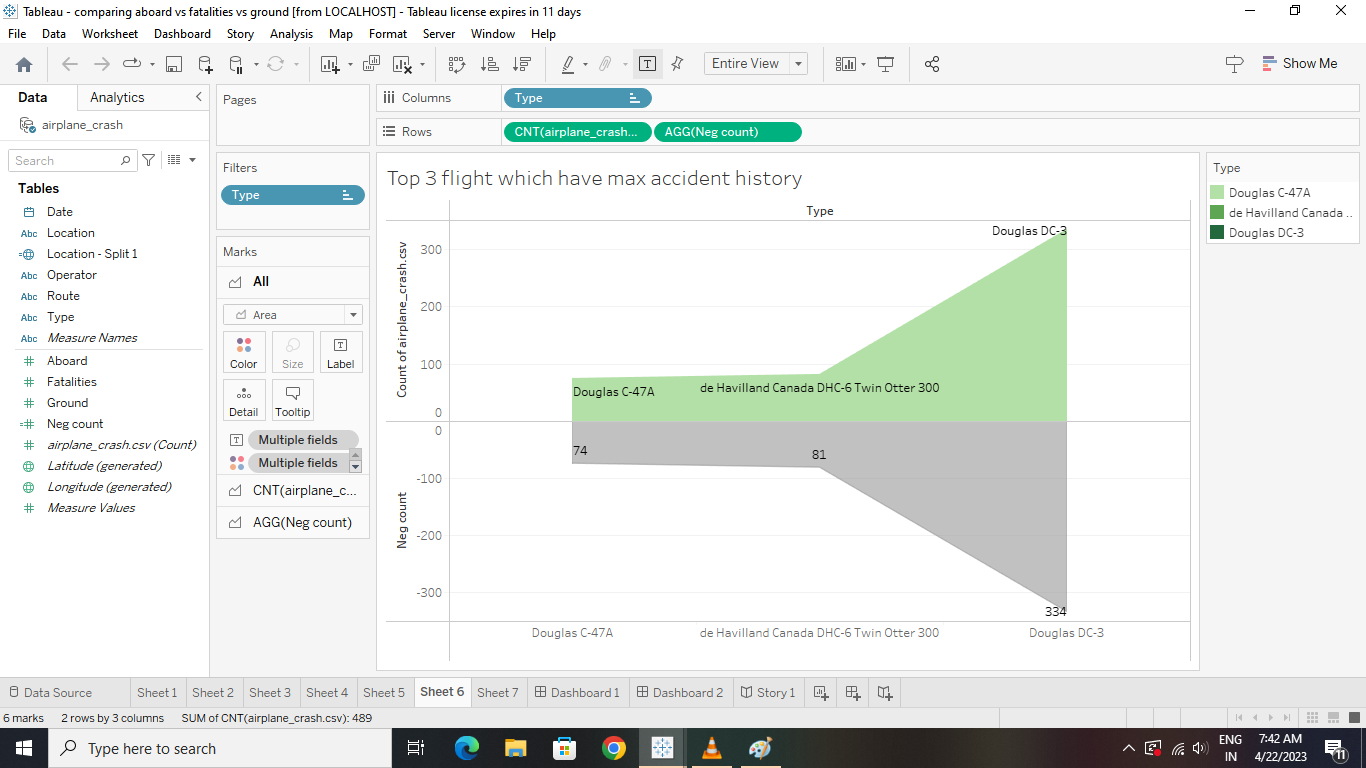 Tableau - comparing aboard vs fatalities vs ground [from LOCALHOST] - Tableau license expires in 11 days
File Data Worksheet Dashboard Story Analysis Map Format Server Window Help
Entire View
Show Me
Data Analytics
airplane_crash
Search
Tables
Date
Abc Location
Abc Location - Split 1
Abc Operator
Abc Route
Abc Type
Abc Measure Names
Aboard
Fatalities
Ground
Neg count
airplane_crash.csv (Count)
Latitude (generated)
Longitude (generated)
Measure Values
Pages
Filters
Type
Marks
All
Area
Color Size Label
Detail Tooltip
Multiple fields
Multiple fields
CNT(airplane_c...
AGG(Neg count)
Columns Type
Rows CNT(airplane_crash... AGG(Neg count)
Top 3 flight which have max accident history
Type
Count of airplane_crash.csv
300
200
100
0
Douglas DC-3
Douglas C-47A
de Havilland Canada DHC-6 Twin Otter 300
Neg count
0
-100
-200
-300
74
81
334
Douglas C-47A de Havilland Canada DHC-6 Twin Otter 300 Douglas DC-3
Type
Douglas C-47A
de Havilland Canada ..
Douglas DC-3
Data Source Sheet 1 Sheet 2 Sheet 3 Sheet 4 Sheet 5 Sheet 6 Sheet 7 Dashboard 1 Dashboard 2 Story 1
6 marks 2 rows by 3 columns SUM of CNT(airplane_crash.csv): 489
Type here to search
ENG
IN
7:42 AM
4/22/2023
11